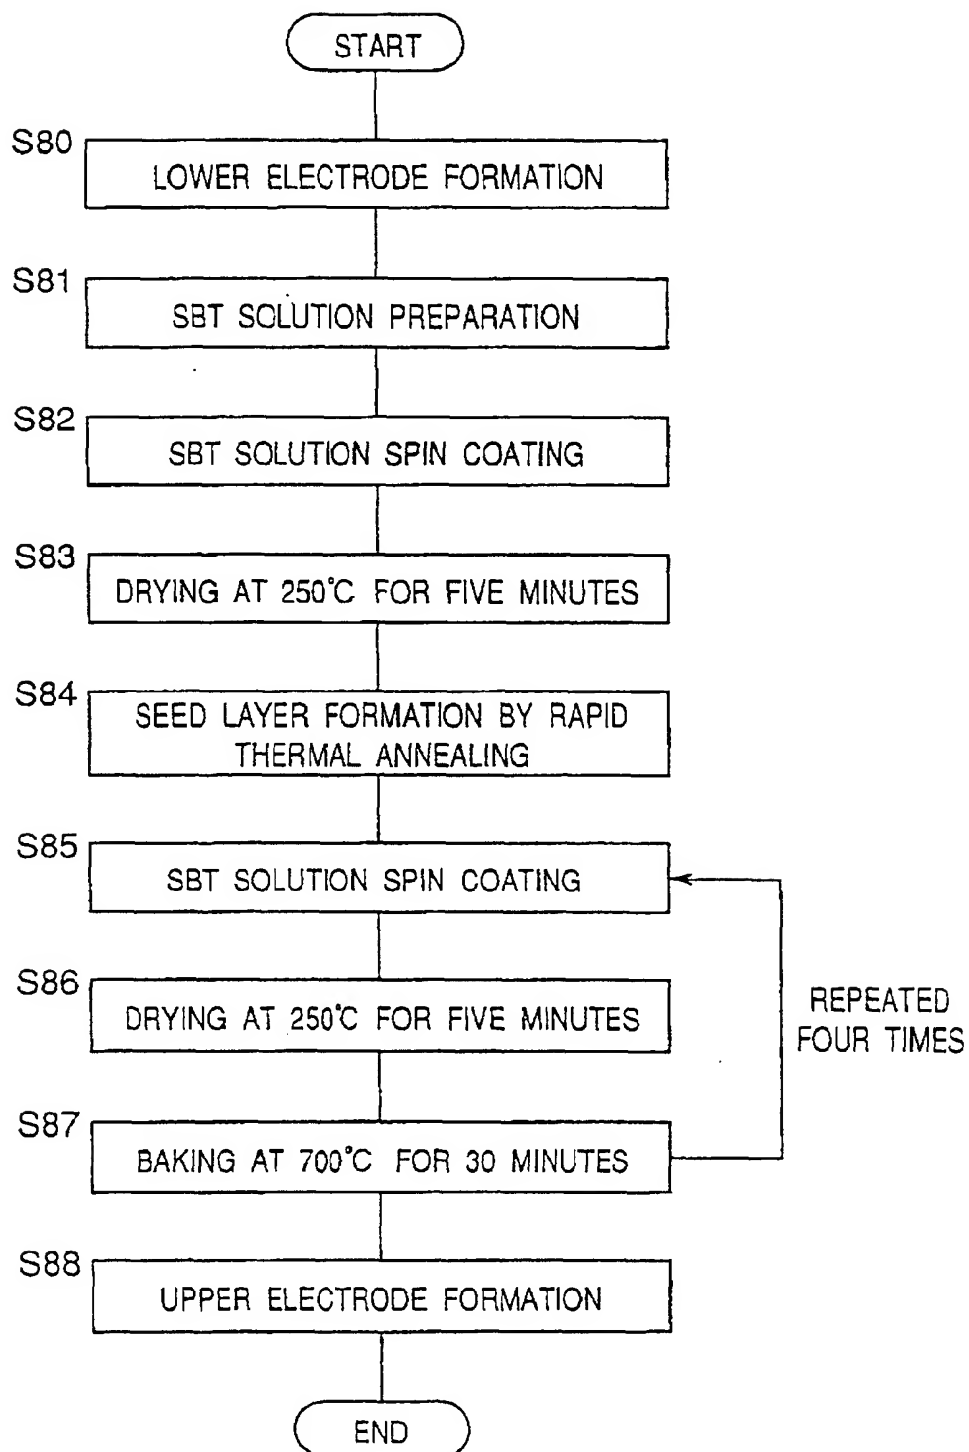 START
S80
LOWER ELECTRODE FORMATION
S81
SBT SOLUTION PREPARATION
S82
SBT SOLUTION SPIN COATING
S83
DRYING AT 250°C FOR FIVE MINUTES
S84
SEED LAYER FORMATION BY RAPID
THERMAL ANNEALING
S85
SBT SOLUTION SPIN COATING
S86
DRYING AT 250°C FOR FIVE MINUTES
REPEATED
FOUR TIMES
S87
BAKING AT 700°C FOR 30 MINUTES
S88
UPPER ELECTRODE FORMATION
END